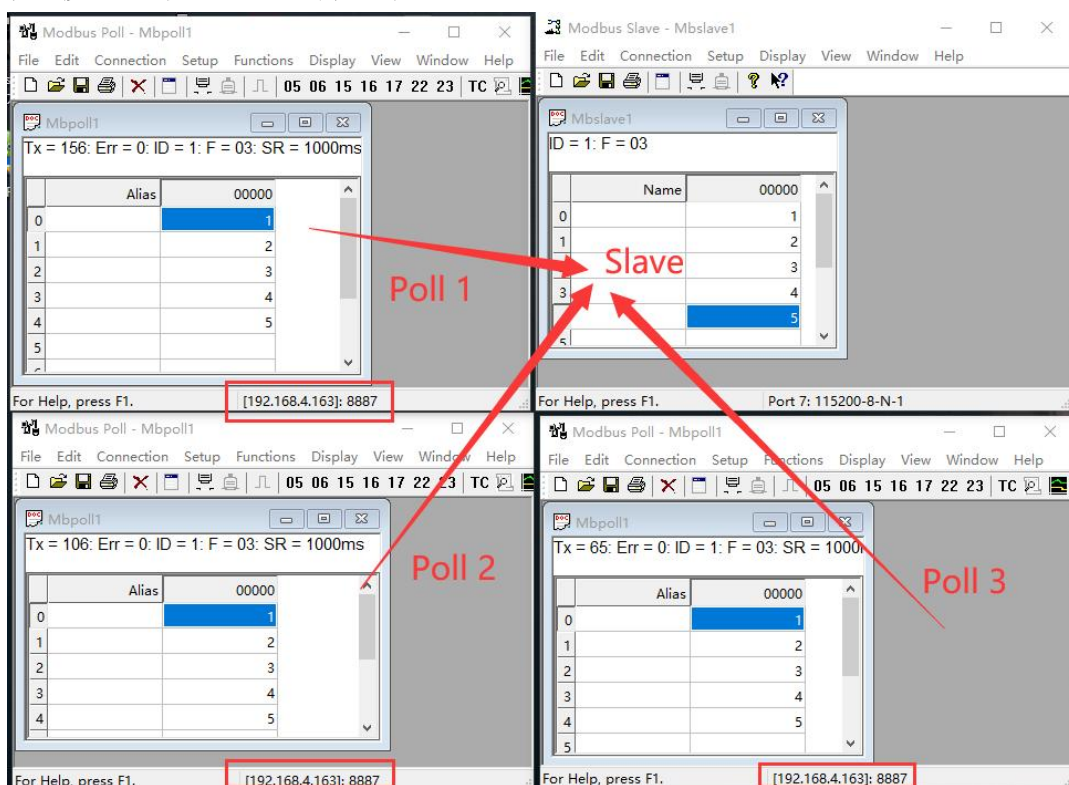 Modbus Poll - Mbpoll1
File Edit Connection Setup Functions Display View Window Help
05 06 15 16 17 22 23 TC
Mbpoll1
Tx = 156: Err = 0: ID = 1: F = 03: SR = 1000ms
Alias 00000
0 1
1 2
2 3
3 4
4 5
5
Poll 1
For Help, press F1. [192.168.4.163]: 8887
Modbus Slave - Mbslave1
File Edit Connection Setup Display View Window Help
Mbslave1
ID = 1: F = 03
Name 00000
0 1
1 2
3
3 4
5
5
Slave
For Help, press F1. Port 7: 115200-8-N-1
Modbus Poll - Mbpoll1
File Edit Connection Setup Functions Display View Window Help
05 06 15 16 17 22 23 TC
Mbpoll1
Tx = 106: Err = 0: ID = 1: F = 03: SR = 1000ms
Alias 00000
0 1
1 2
2 3
3 4
4 5
Poll 2
For Help, press F1. [192.168.4.163]: 8887
Modbus Poll - Mbpoll1
File Edit Connection Setup Functions Display View Window Help
05 06 15 16 17 22 23 TC
Mbpoll1
Tx = 65: Err = 0: ID = 1: F = 03: SR = 1000
Alias 00000
0 1
1 2
2 3
3 4
4 5
5
Poll 3
For Help, press F1. [192.168.4.163]: 8887